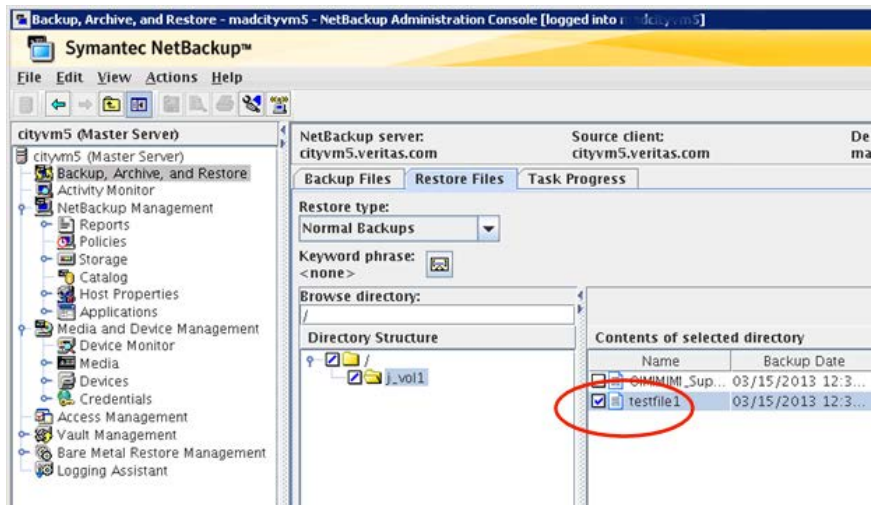 Backup, Archive, and Restore - madcityvm5 - NetBackup Administration Console [logged into
Symantec NetBackup™
File Edit View Actions Help
cityvm5 (Master Server)
cityvm5 (Master Server)
Backup, Archive, and Restore
Activity Monitor
NetBackup Management
Reports
Policies
Storage
Catalog
Host Properties
Applications
Media and Device Management
Device Monitor
Media
Devices
Credentials
Access Management
Vault Management
Bare Metal Restore Management
Logging Assistant
NetBackup server: Source client: De
cityvm5.veritas.com cityvm5.veritas.com ma
Backup Files Restore Files Task Progress
Restore type:
Normal Backups
Keyword phrase:
<none>
Browse directory:
/
Directory Structure
/
j_vol1
Contents of selected directory
Name Backup Date
03/15/2013 12:3...
testfile1 03/15/2013 12:3...